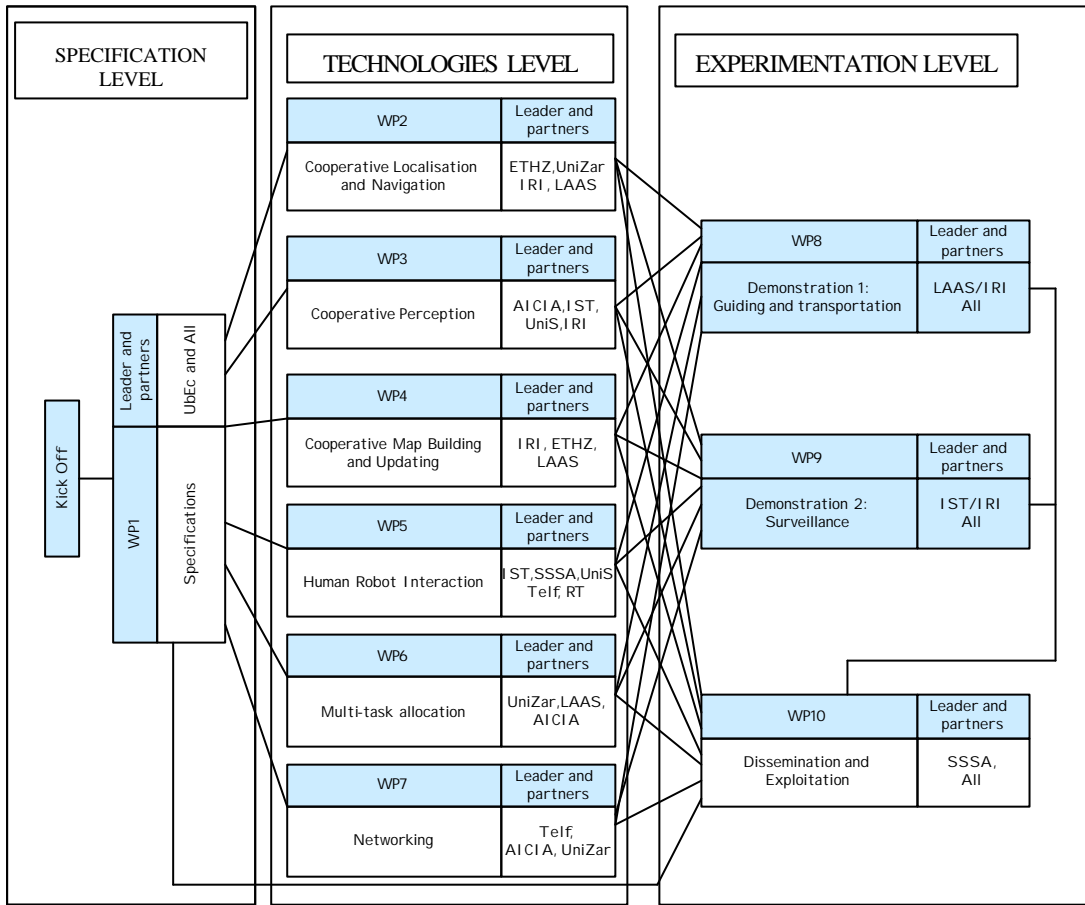 SPECIFICATION
LEVEL
Kick Off
WP1
Leader and
partners
Specifications
UbEc and All
TECHNOLOGIES LEVEL
WP2
Leader and
partners
Cooperative Localisation
and Navigation
ETHZ,UniZar
IRI, LAAS
WP3
Leader and
partners
Cooperative Perception
AICIA,IST,
UniS,IRI
WP4
Leader and
partners
Cooperative Map Building
and Updating
IRI, ETHZ,
LAAS
WP5
Leader and
partners
Human Robot Interaction
IST,SSSA,UniS
Telf, RT
WP6
Leader and
partners
Multi-task allocation
UniZar,LAAS,
AICIA
WP7
Leader and
partners
Networking
Telf,
AICIA, UniZar
EXPERIMENTATION LEVEL
WP8
Leader and
partners
Demonstration 1:
Guiding and transportation
LAAS/IRI
All
WP9
Leader and
partners
Demonstration 2:
Surveillance
IST/IRI
All
WP10
Leader and
partners
Dissemination and
Exploitation
SSSA,
All